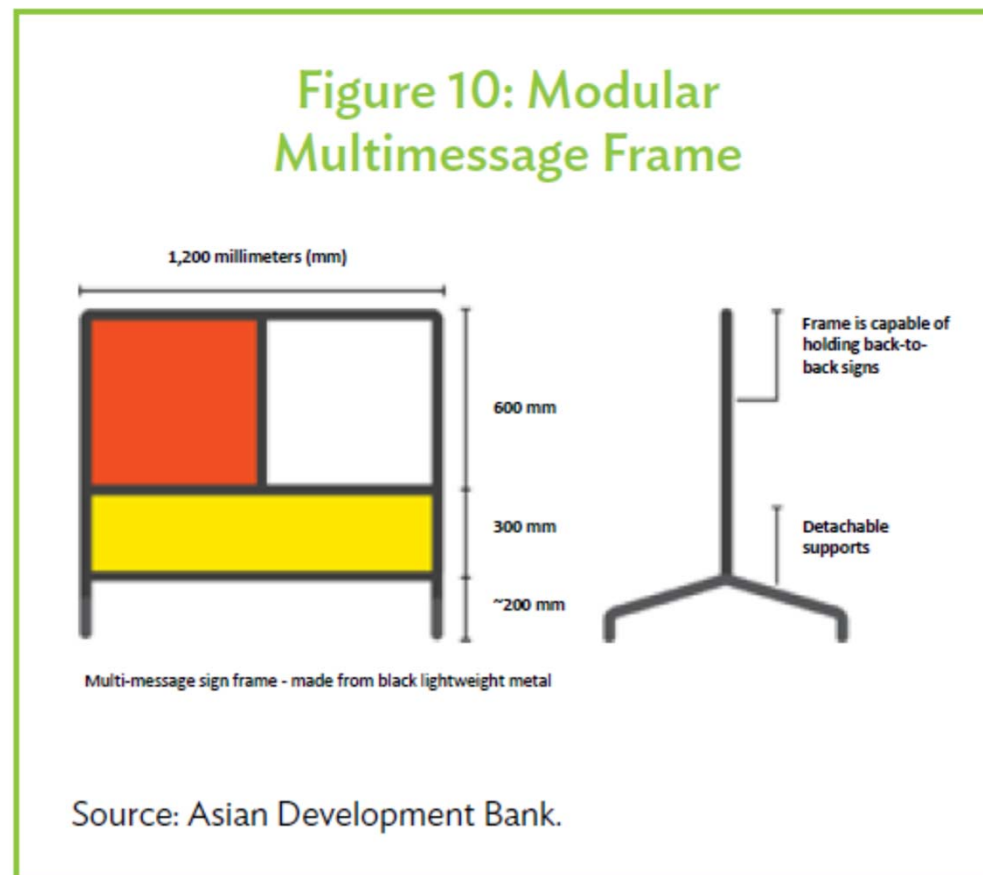 Figure 10: Modular
Multimessage Frame
1,200 millimeters (mm)
600 mm
300 mm
~200 mm
Frame is capable of
holding back-to-
back signs
Detachable
supports
Multi-message sign frame - made from black lightweight metal
Source: Asian Development Bank.